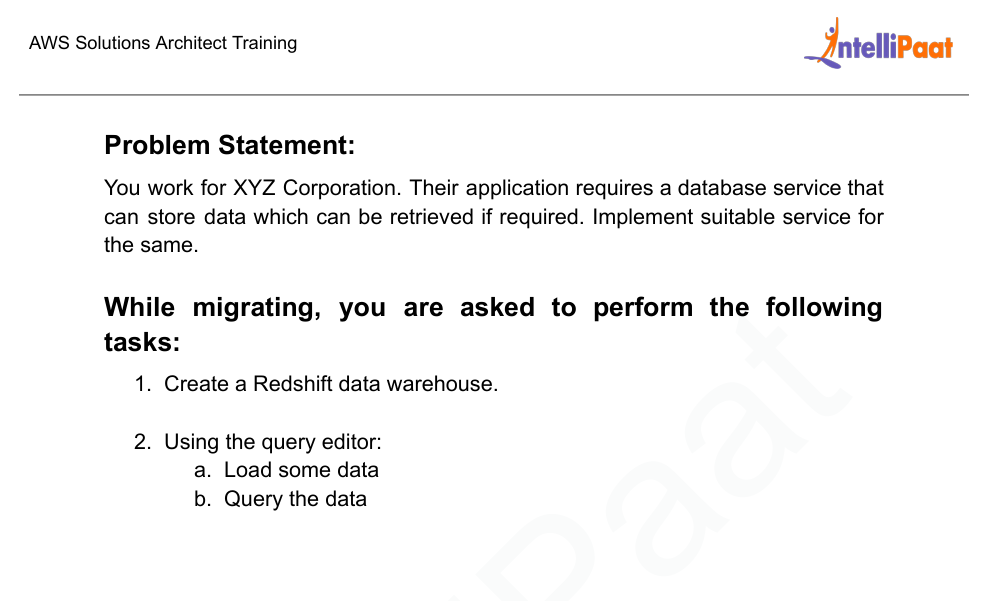 AWS Solutions Architect Training
IntelliPaat
Problem Statement:
You work for XYZ Corporation. Their application requires a database service that
can store data which can be retrieved if required. Implement suitable service for
the same.
While migrating, you are asked to perform the following
tasks:
1. Create a Redshift data warehouse.
2. Using the query editor:
a. Load some data
b. Query the data
Paat